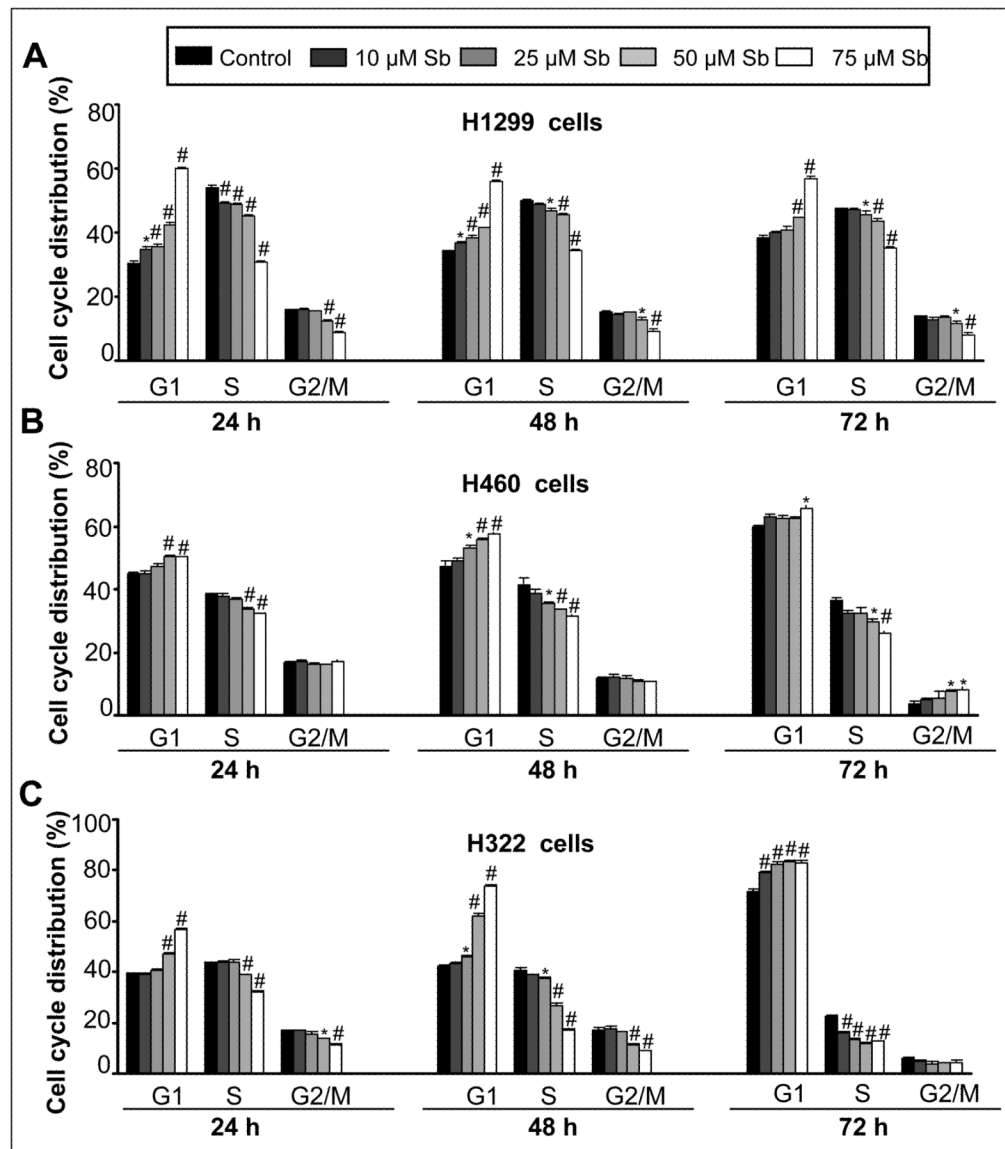 A
Control 10 µM Sb 25 µM Sb 50 µM Sb 75 µM Sb
H1299 cells
Cell cycle distribution (%)
80
60
40
20
0
# # # # * # # # # # # #
* # # # # * # # * #
# # * # # * #
G1 S G2/M G1 S G2/M G1 S G2/M
24 h 48 h 72 h
B
H460 cells
Cell cycle distribution (%)
80
60
40
20
0
# # # # * # # * # #
* * # * *
G1 S G2/M G1 S G2/M G1 S G2/M
24 h 48 h 72 h
C
H322 cells
Cell cycle distribution (%)
100
80
60
40
20
0
# # # # * # # # * * # # # #
# # # # # # # #
G1 S G2/M G1 S G2/M G1 S G2/M
24 h 48 h 72 h